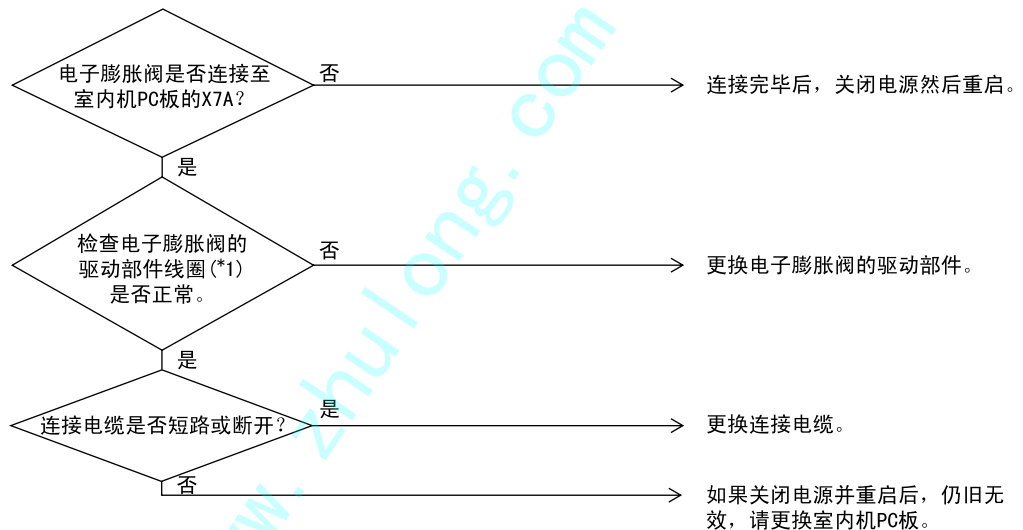 电子膨胀阀是否连接至
室内机PC板的X7A?
否
连接完毕后，关闭电源然后重启。
是
检查电子膨胀阀的
驱动部件线圈(*1)
是否正常。
否
更换电子膨胀阀的驱动部件。
是
连接电缆是否短路或断开?
是
更换连接电缆。
否
如果关闭电源并重启后，仍旧无
效，请更换室内机PC板。
www.zhulong.com